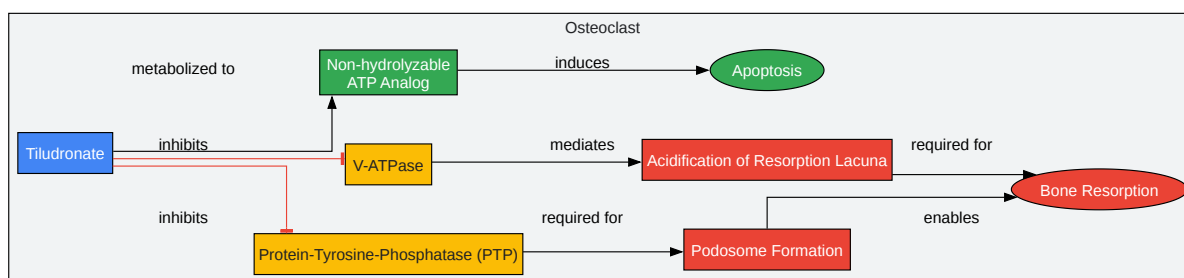 Osteoclast
metabolized to
Non-hydrolyzable
ATP Analog
induces
Apoptosis
Tiludronate
inhibits
V-ATPase
mediates
Acidification of Resorption Lacuna
required for
Bone Resorption
inhibits
Protein-Tyrosine-Phosphatase (PTP)
required for
Podosome Formation
enables